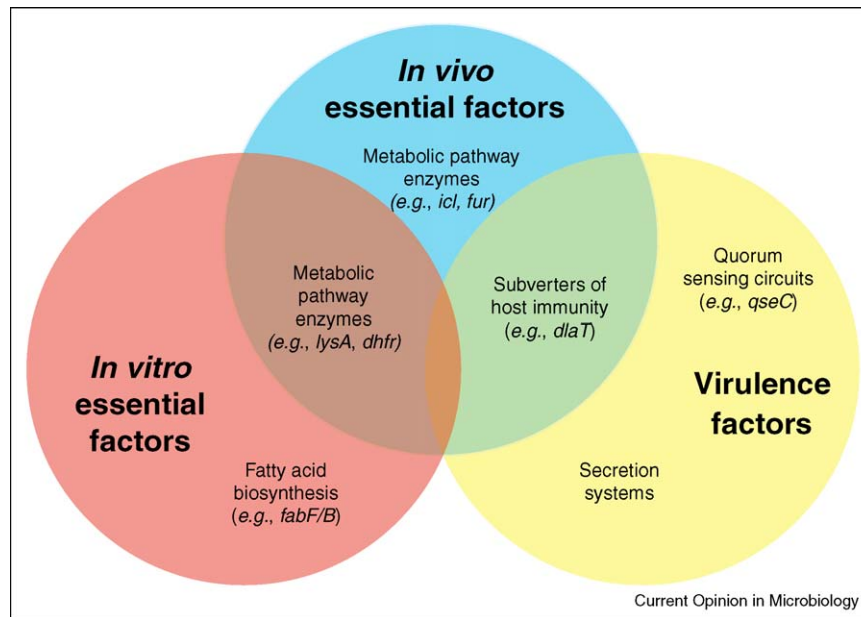 In vivo
essential factors
Metabolic pathway
enzymes
(e.g., icl, fur)
Metabolic
pathway
enzymes
(e.g., lysA, dhfr)
Subverters of
host immunity
(e.g., dlaT)
Quorum
sensing circuits
(e.g., qseC)
In vitro
essential
factors
Virulence
factors
Fatty acid
biosynthesis
(e.g., fabF/B)
Secretion
systems
Current Opinion in Microbiology